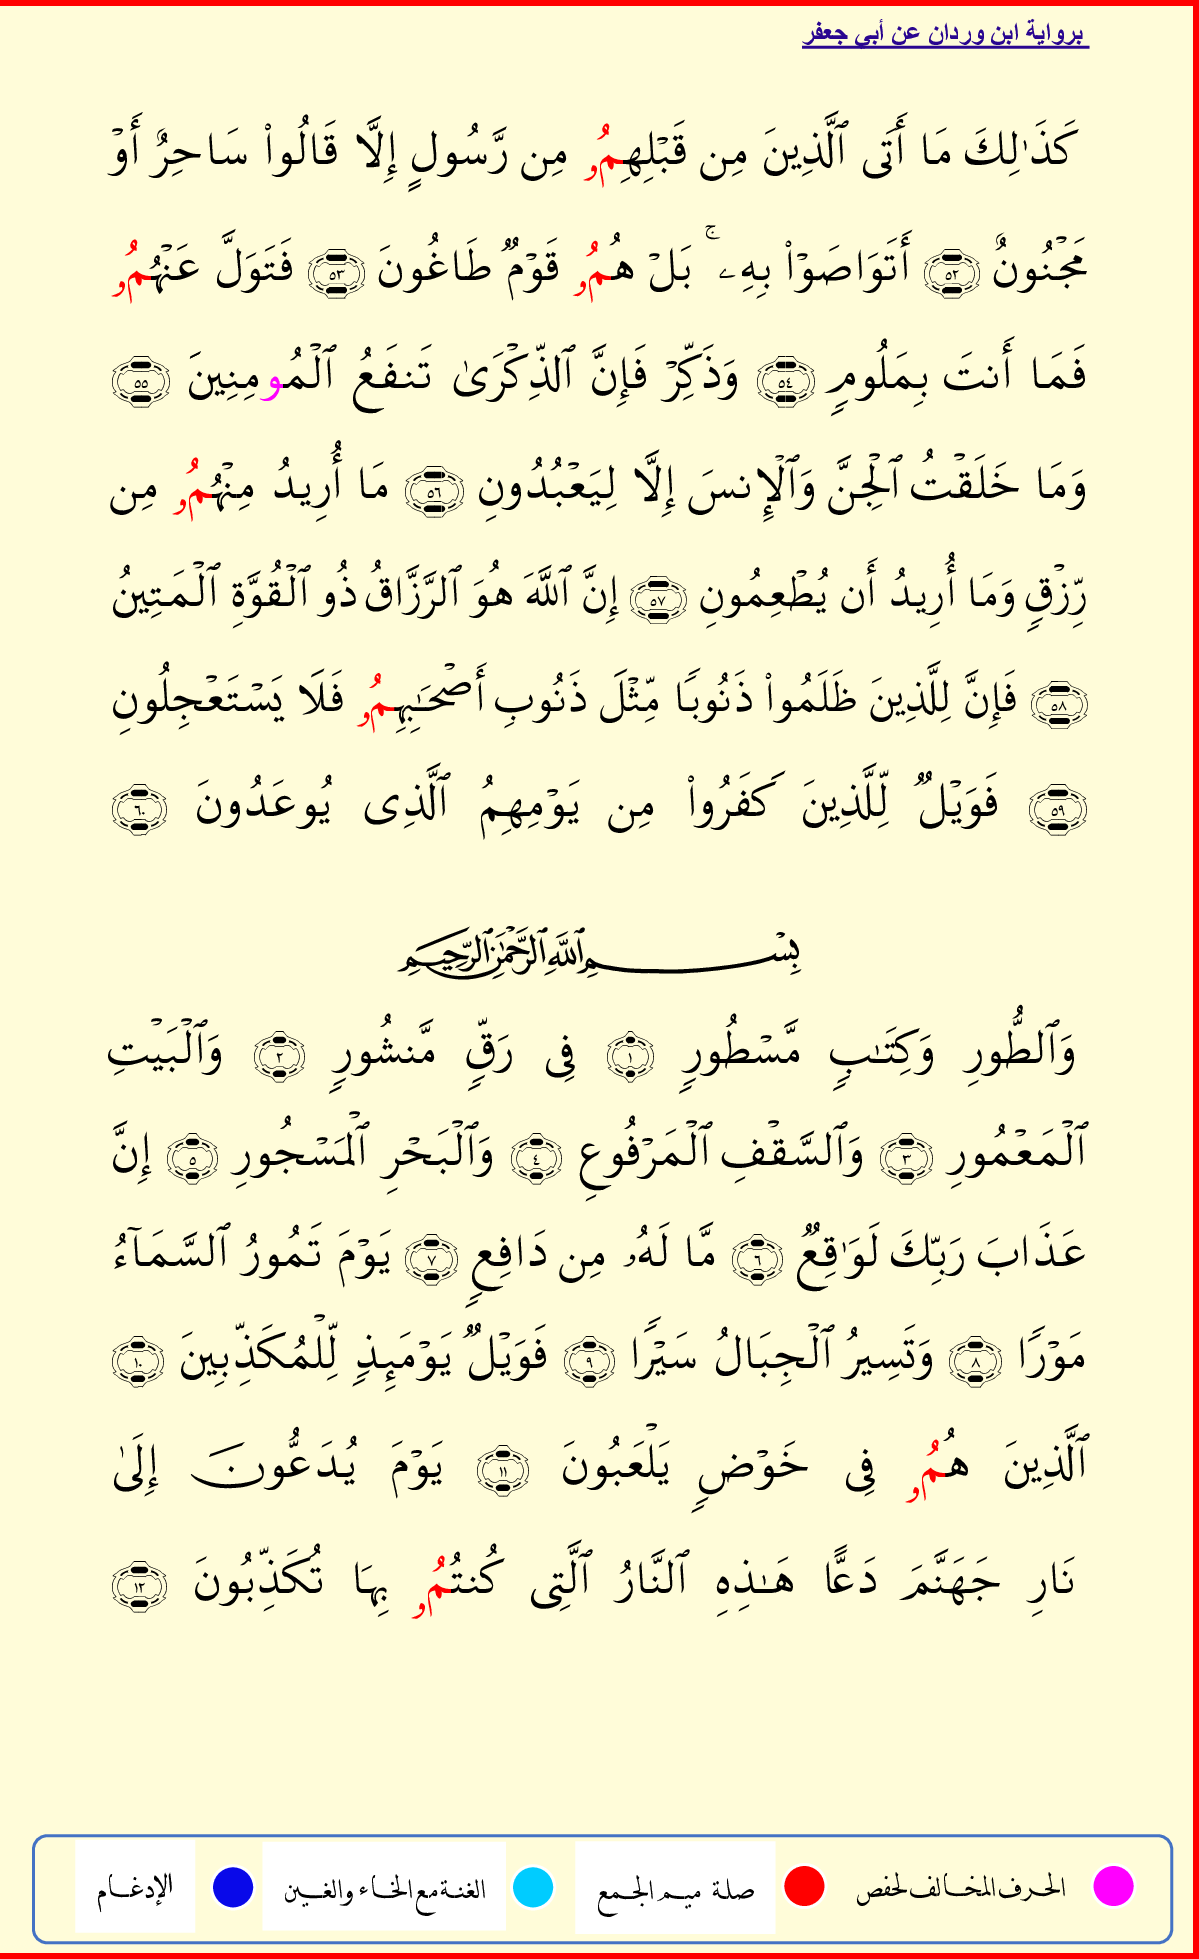 برواية ابن وردان عن أبي جعفر
كَذَٰلِكَ مَا أَتَى ٱلَّذِينَ مِن قَبۡلِهِمُۥ مِن رَّسُولٍ إِلَّا قَالُواْ سَاحِرٌ أَوۡ
مَجۡنُونٌ ٥٢ أَتَوَاصَوۡاْ بِهِۦۚ بَلۡ هُمُۥ قَوۡمٌ طَاغُونَ ٥٣ فَتَوَلَّ عَنۡهُمُۥ
فَمَا أَنتَ بِمَلُومٍ ٥٤ وَذَكِّرۡ فَإِنَّ ٱلذِّكۡرَىٰ تَنفَعُ ٱلۡمُومِنِينَ ٥٥
وَمَا خَلَقۡتُ ٱلۡجِنَّ وَٱلۡإِنسَ إِلَّا لِيَعۡبُدُونِ ٥٦ مَا أُرِيدُ مِنۡهُمُۥ مِن
رِّزۡقٍ وَمَا أُرِيدُ أَن يُطۡعِمُونِ ٥٧ إِنَّ ٱللَّهَ هُوَ ٱلرَّزَّاقُ ذُو ٱلۡقُوَّةِ ٱلۡمَتِينُ
٥٨ فَإِنَّ لِلَّذِينَ ظَلَمُواْ ذَنُوبًا مِّثۡلَ ذَنُوبِ أَصۡحَٰبِهِمُۥ فَلَا يَسۡتَعۡجِلُونِ
٥٩ فَوَيۡلٌ لِّلَّذِينَ كَفَرُواْ مِن يَوۡمِهِمُ ٱلَّذِى يُوعَدُونَ ٦٠
بِسۡمِ ٱللَّهِ ٱلرَّحۡمَٰنِ ٱلرَّحِيمِ
وَٱلطُّورِ وَكِتَٰبٍ مَّسۡطُورٍ ١ فِى رَقٍّ مَّنشُورٍ ٢ وَٱلۡبَيۡتِ
ٱلۡمَعۡمُورِ ٣ وَٱلسَّقۡفِ ٱلۡمَرۡفُوعِ ٤ وَٱلۡبَحۡرِ ٱلۡمَسۡجُورِ ٥ إِنَّ
عَذَابَ رَبِّكَ لَوَٰقِعٌ ٦ مَّا لَهُۥ مِن دَافِعٍ ٧ يَوۡمَ تَمُورُ ٱلسَّمَآءُ
مَوۡرًا ٨ وَتَسِيرُ ٱلۡجِبَالُ سَيۡرًا ٩ فَوَيۡلٌ يَوۡمَئِذٍ لِّلۡمُكَذِّبِينَ ١٠
ٱلَّذِينَ هُمُۥ فِى خَوۡضٍ يَلۡعَبُونَ ١١ يَوۡمَ يُدَعُّونَ إِلَىٰ
نَارِ جَهَنَّمَ دَعًّا هَٰذِهِ ٱلنَّارُ ٱلَّتِى كُنتُمُۥ بِهَا تُكَذِّبُونَ ١٢
الحرف المخالف لحفص صلة ميم الجمع الغنة مع الخاء والغين الإدغام